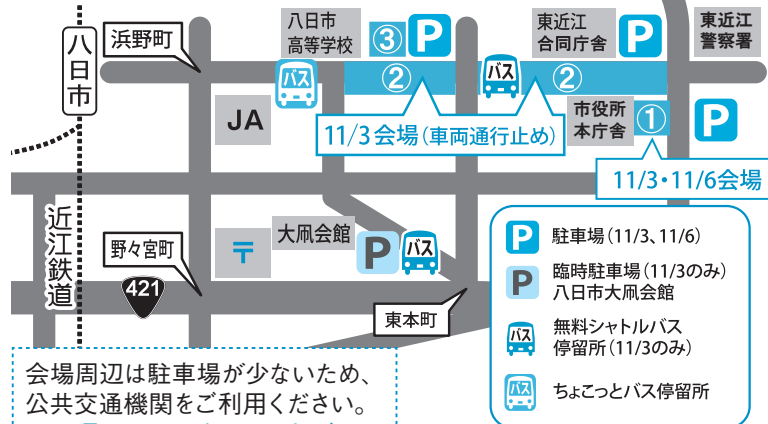 八日市
浜野町
八日市
高等学校
③
P
②
バス
バス
②
東近江
合同庁舎
P
東近江
警察署
JA
11/3会場(車両通行止め)
市役所
本庁舎
①
P
11/3・11/6会場
近江鉄道
野々宮町
〒
大凧会館
P
バス
421
東本町
P 駐車場(11/3、11/6)
P 臨時駐車場(11/3のみ)
八日市大凧会館
バス 無料シャトルバス
停留所(11/3のみ)
バス ちょこっとバス停留所
会場周辺は駐車場が少ないため、
公共交通機関をご利用ください。